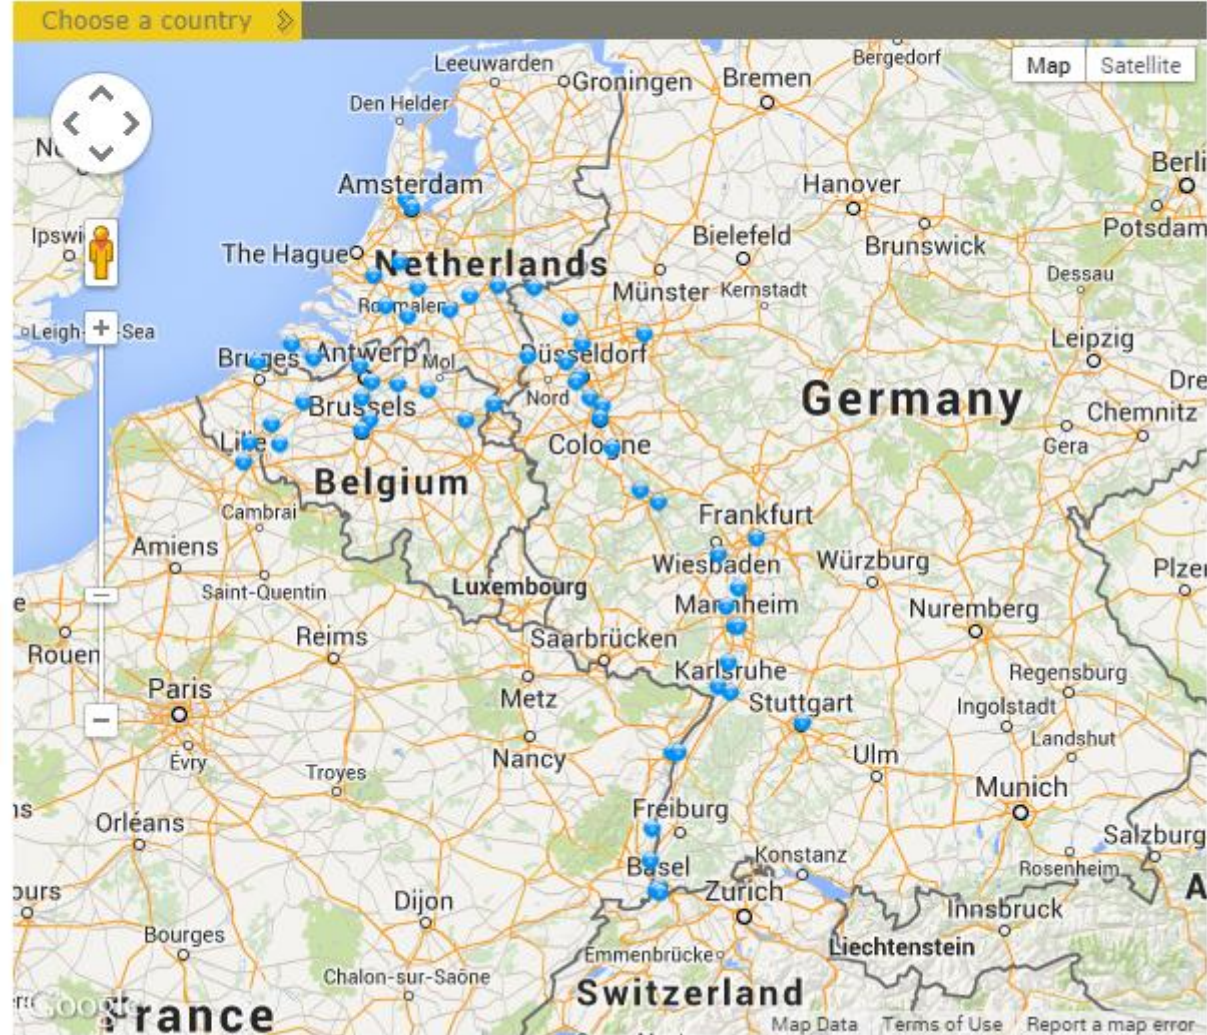 Choose a country
Leeuwarden
Groningen
Bremen
Bergedorf
Map
Satellite
Den Helder
Amsterdam
Hanover
Berli
Potsdam
Ipswi
The Hague
Netherlands
Bielefeld
Brunswick
Münster
Kernstadt
Dessau
Leigh
Sea
Bruges
Antwerp
Mol
Düsseldorf
Leipzig
Nord
Germany
Dre
Chemnitz
Brussels
Gera
Lille
Cologne
Belgium
Cambrai
Frankfurt
Amiens
Wiesbaden
Würzburg
Plzeň
Saint-Quentin
Luxembourg
Mannheim
Nuremberg
Rouen
Reims
Saarbrücken
Karlsruhe
Regensburg
Paris
Metz
Stuttgart
Ingolstadt
Landshut
Évry
Nancy
Ulm
Troyes
Munich
Orléans
Freiburg
Salzburg
Basel
Konstanz
Rosenheim
ours
Dijon
Zurich
Innsbruck
A
Bourges
Emmenbrücke
Liechtenstein
Chalon-sur-Saône
Switzerland
Google
France
Map Data
Terms of Use
Report a map error